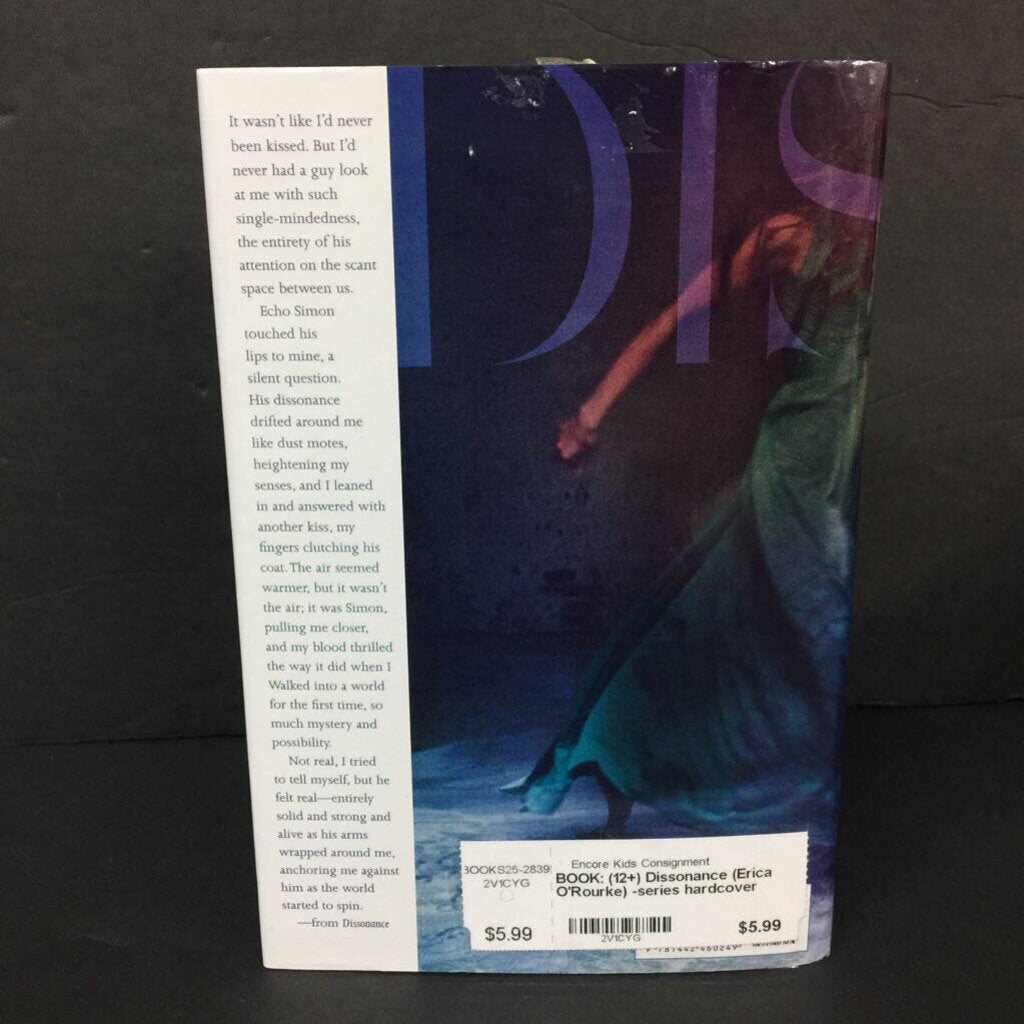 It wasn't like I'd never
been kissed. But I'd
never had a guy look
at me with such
single-mindedness,
the entirety of his
attention on the scant
space between us.
Echo Simon
touched his
lips to mine, a
silent question.
His dissonance
drifted around me
like dust motes,
heightening my
senses, and I leaned
in and answered with
another kiss, my
fingers clutching his
coat. The air seemed
warmer, but it wasn't
the air; it was Simon,
pulling me closer,
and my blood thrilled
the way it did when I
Walked into a world
for the first time, so
much mystery and
possibility.
Not real, I tried
to tell myself, but he
felt real—entirely
solid and strong and
alive as his arms
wrapped around me,
anchoring me against
him as the world
started to spin.
—from Dissonance
DIS
BOOKS25-2839
2V1CYG
$5.99
Encore Kids Consignment
BOOK: (12+) Dissonance (Erica
O'Rourke) -series hardcover
2V1CYG
$5.99
9 781442 460249